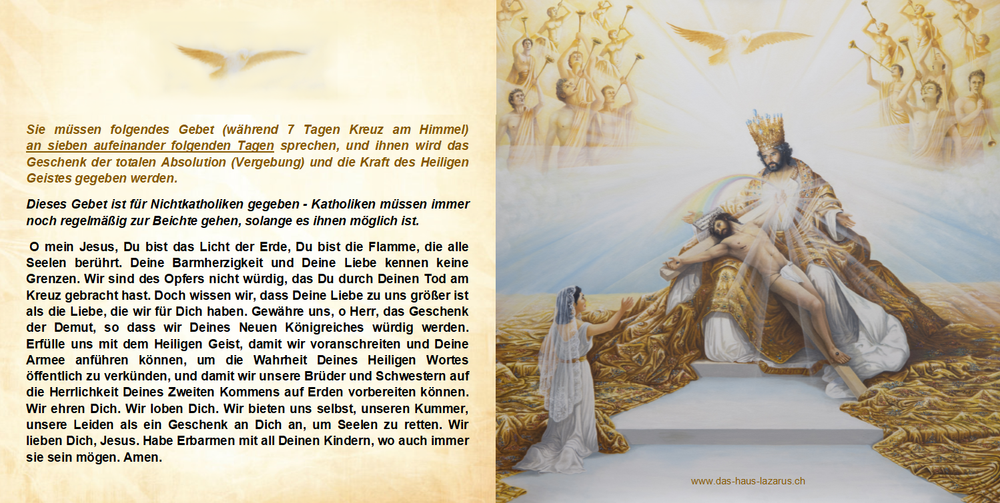 Sie müssen folgendes Gebet (während 7 Tagen Kreuz am Himmel)
an sieben aufeinander folgenden Tagen sprechen, und ihnen wird das
Geschenk der totalen Absolution (Vergebung) und die Kraft des Heiligen
Geistes gegeben werden.
Dieses Gebet ist für Nichtkatholiken gegeben - Katholiken müssen immer
noch regelmäßig zur Beichte gehen, solange es ihnen möglich ist.
O mein Jesus, Du bist das Licht der Erde, Du bist die Flamme, die alle
Seelen berührt. Deine Barmherzigkeit und Deine Liebe kennen keine
Grenzen. Wir sind des Opfers nicht würdig, das Du durch Deinen Tod am
Kreuz gebracht hast. Doch wissen wir, dass Deine Liebe zu uns größer ist
als die Liebe, die wir für Dich haben. Gewähre uns, o Herr, das Geschenk
der Demut, so dass wir Deines Neuen Königreiches würdig werden.
Erfülle uns mit dem Heiligen Geist, damit wir voranschreiten und Deine
Armee anführen können, um die Wahrheit Deines Heiligen Wortes
öffentlich zu verkünden, und damit wir unsere Brüder und Schwestern auf
die Herrlichkeit Deines Zweiten Kommens auf Erden vorbereiten können.
Wir ehren Dich. Wir loben Dich. Wir bieten uns selbst, unseren Kummer,
unsere Leiden als ein Geschenk an Dich an, um Seelen zu retten. Wir
lieben Dich, Jesus. Habe Erbarmen mit all Deinen Kindern, wo auch immer
sie sein mögen. Amen.
www.das-haus-lazarus.ch